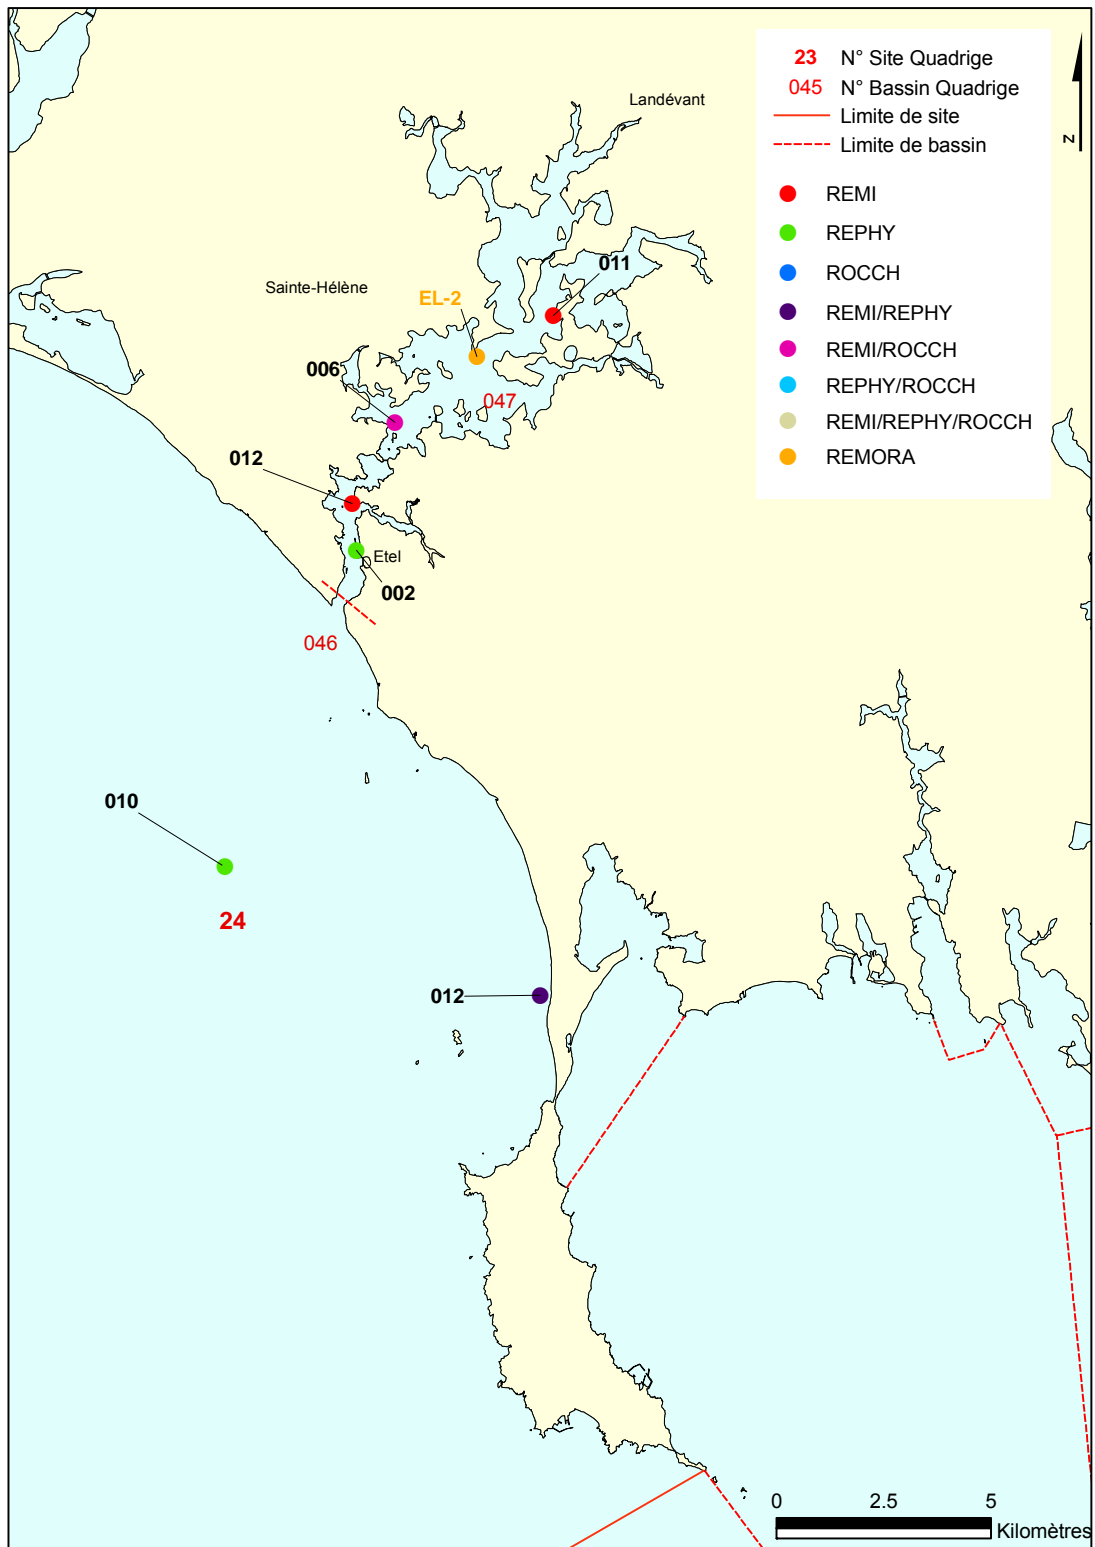 23 N° Site Quadrige
045 N° Bassin Quadrige
Limite de site
Limite de bassin
REMI
REPHY
ROCCH
REMI/REPHY
REMI/ROCCH
REPHY/ROCCH
REMI/REPHY/ROCCH
REMORA
N
Landévant
011
Sainte-Hélène
EL-2
006
047
012
Etel
002
046
010
24
012
0 2.5 5
Kilomètres